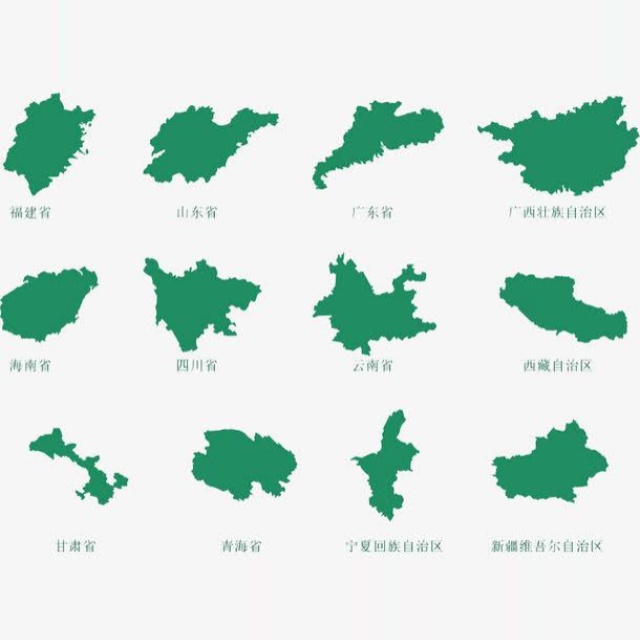 福建省
山东省
广东省
广西壮族自治区
海南省
四川省
云南省
西藏自治区
甘肃省
青海省
宁夏回族自治区
新疆维吾尔自治区